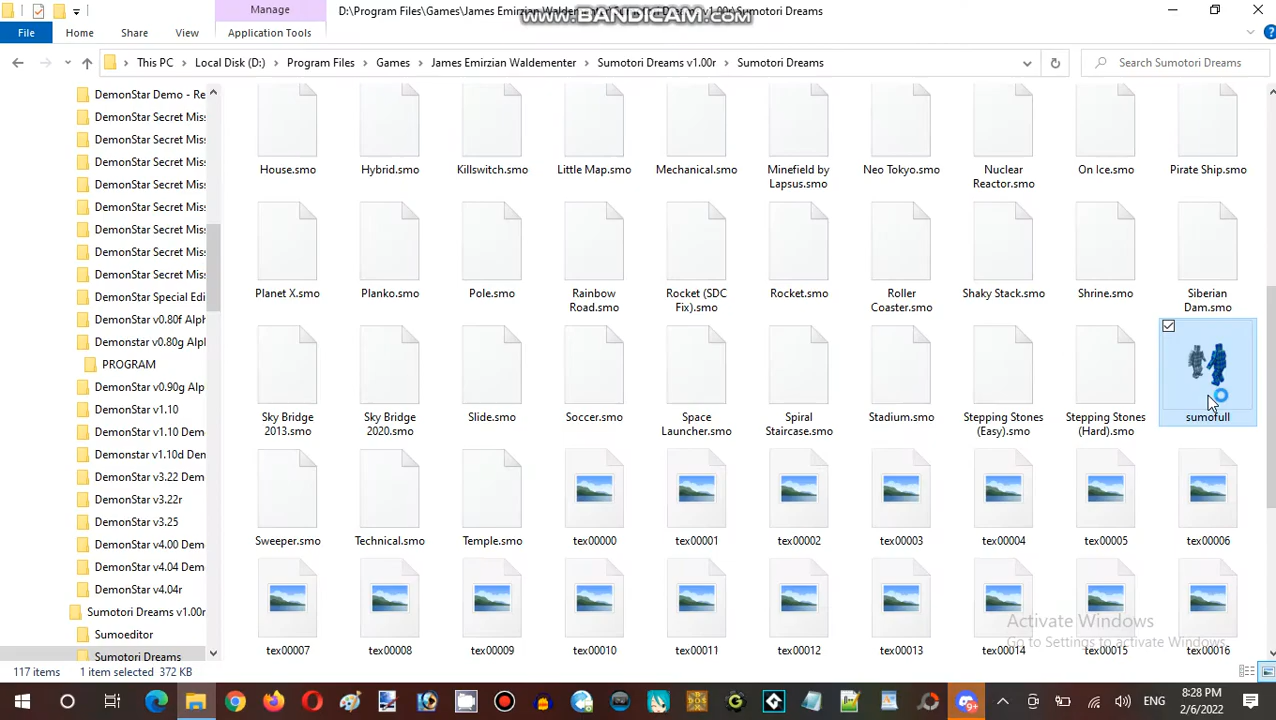 Manage
D:\Program Files\Games\James Emirzian Waldementer\Sumotori Dreams v1.00r\Sumotori Dreams
www.BANDICAM.com
File
Home
Share
View
Application Tools
This PC
Local Disk (D:)
Program Files
Games
James Emirzian Waldementer
Sumotori Dreams v1.00r
Sumotori Dreams
Search Sumotori Dreams
DemonStar Demo - Re
DemonStar Secret Mis
DemonStar Secret Mis
DemonStar Secret Mis
DemonStar Secret Mis
DemonStar Secret Mis
DemonStar Secret Mis
DemonStar Secret Mis
DemonStar Secret Mis
DemonStar Special Edi
DemonStar v0.80f Alph
Demonstar v0.80g Alpl
PROGRAM
DemonStar v0.90g Alp
DemonStar v1.10
DemonStar v1.10 Dem
Demonstar v1.10d Den
DemonStar v3.22 Dem
DemonStar v3.22r
DemonStar v3.25
DemonStar v4.00 Dem
DemonStar v4.04 Dem
DemonStar v4.04r
Sumotori Dreams v1.00r
Sumoeditor
Sumotori Dreams
House.smo
Hybrid.smo
Killswitch.smo
Little Map.smo
Mechanical.smo
Minefield by
Lapsus.smo
Neo Tokyo.smo
Nuclear
Reactor.smo
On Ice.smo
Pirate Ship.smo
Planet X.smo
Planko.smo
Pole.smo
Rainbow
Road.smo
Rocket (SDC
Fix).smo
Rocket.smo
Roller
Coaster.smo
Shaky Stack.smo
Shrine.smo
Siberian
Dam.smo
Sky Bridge
2013.smo
Sky Bridge
2020.smo
Slide.smo
Soccer.smo
Space
Launcher.smo
Spiral
Staircase.smo
Stadium.smo
Stepping Stones
(Easy).smo
Stepping Stones
(Hard).smo
sumofull
Sweeper.smo
Technical.smo
Temple.smo
tex00000
tex00001
tex00002
tex00003
tex00004
tex00005
tex00006
tex00007
tex00008
tex00009
tex00010
tex00011
tex00012
tex00013
tex00014
tex00015
tex00016
Activate Windows
Go to Settings to activate Windows.
117 items
1 item selected 372 KB
9+
ENG
8:28 PM
2/6/2022